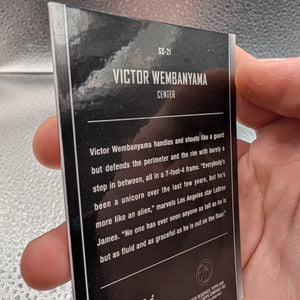 SS-21
VICTOR WEMBANYAMA
CENTER
Victor Wembanyama handles and shoots like a guard
but defends the perimeter and the rim with barely a
step in between, all in a 7-foot-4 frame. "Everybody's
been a unicorn over the last few years, but he's
more like an alien," marvels Los Angeles star LeBron
James. "No one has ever seen anyone as tall as he is
but as fluid and as graceful as he is out on the floor."